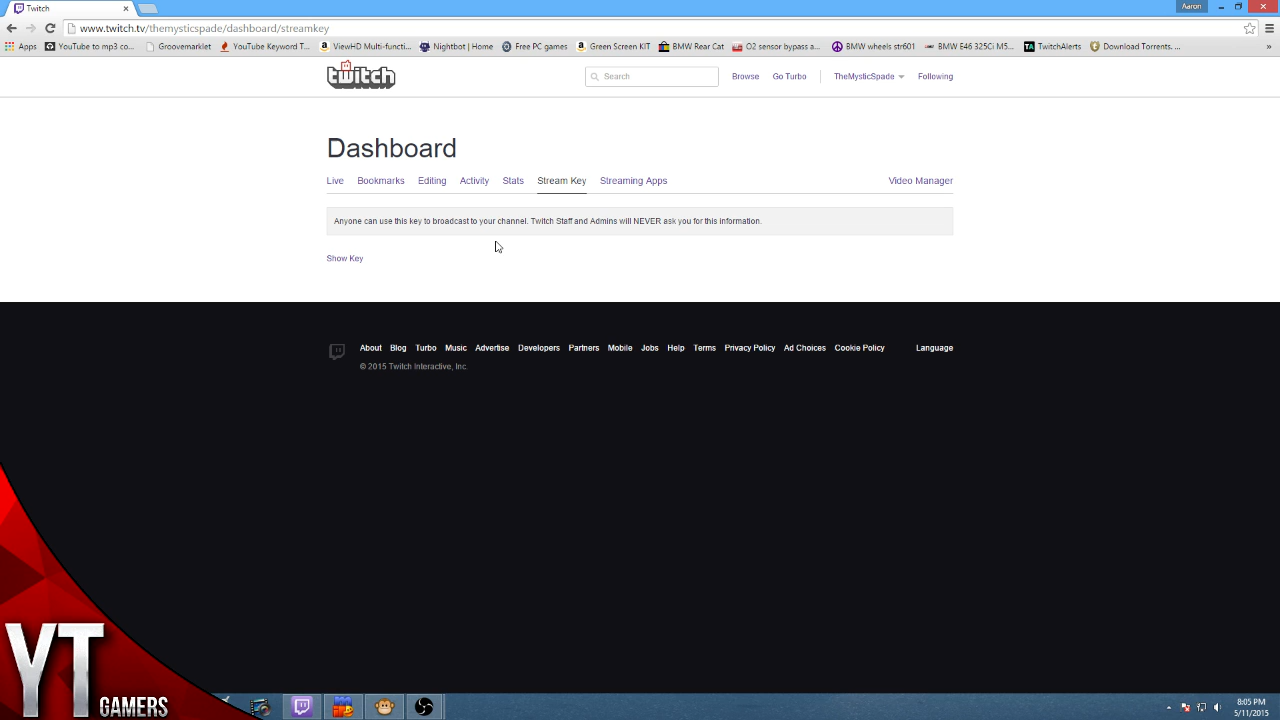 Twitch
Aaron
www.twitch.tv/themysticspade/dashboard/streamkey
Apps YouTube to mp3 co... Groovemarklet YouTube Keyword T... ViewHD Multi-functi... Nightbot | Home Free PC games Green Screen KIT BMW Rear Cat O2 sensor bypass a... BMW wheels str601 BMW E46 325Ci M5... TwitchAlerts Download Torrents, ... »
twitch
Search Browse Go Turbo TheMysticSpade Following
Dashboard
Live Bookmarks Editing Activity Stats Stream Key Streaming Apps Video Manager
Anyone can use this key to broadcast to your channel. Twitch Staff and Admins will NEVER ask you for this information.
Show Key
About Blog Turbo Music Advertise Developers Partners Mobile Jobs Help Terms Privacy Policy Ad Choices Cookie Policy Language
© 2015 Twitch Interactive, Inc.
YT
GAMERS
8:05 PM
5/11/2015